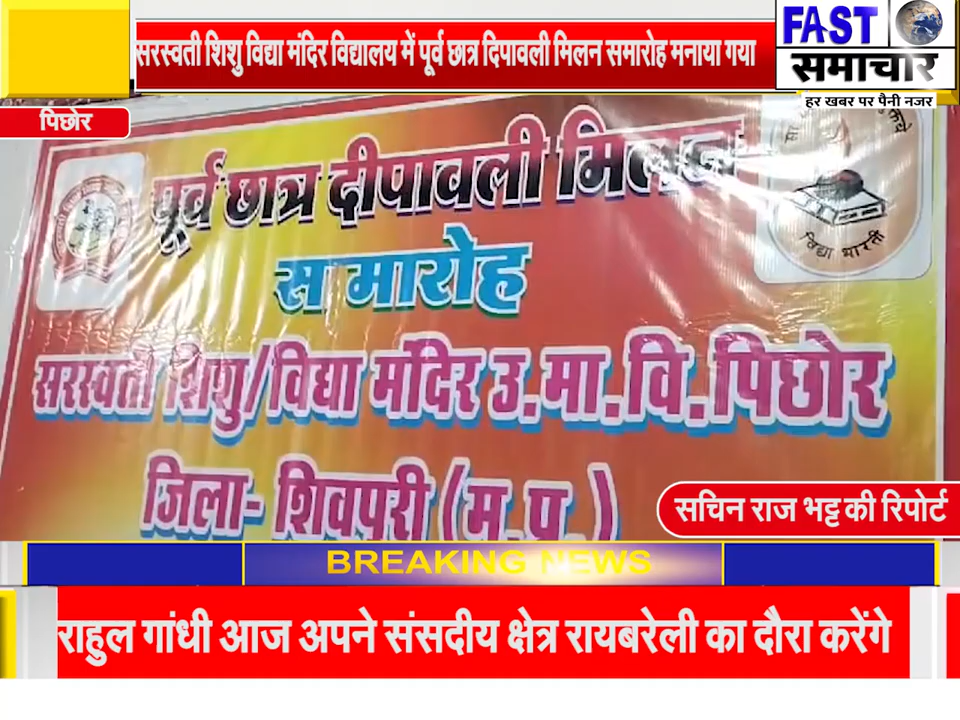 सरस्वती शिशु विद्या मंदिर विद्यालय में पूर्व छात्र दिपावली मिलन समारोह मनाया गया
FAST
समाचार
हर खबर पर पैनी नजर
पिछोर
पूर्व छात्र दीपावली मिलन
समारोह
विद्या भारती
सरस्वती शिशु/विद्या मंदिर उ.मा.वि.पिछोर
जिला- शिवपुरी (म.प्र.)
सचिन राज भट्ट की रिपोर्ट
BREAKING NEWS
राहुल गांधी आज अपने संसदीय क्षेत्र रायबरेली का दौरा करेंगे